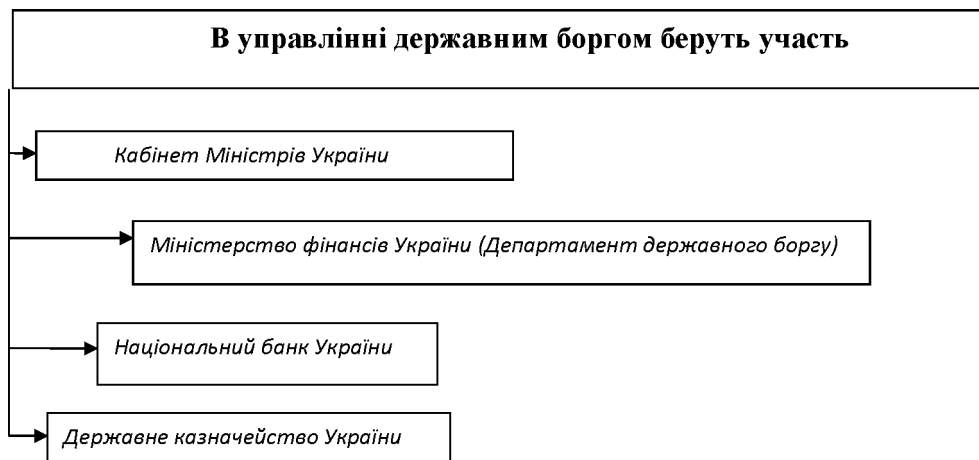 В управлінні державним боргом беруть участь
Кабінет Міністрів України
Міністерство фінансів України (Департамент державного боргу)
Національний банк України
Державне казначейство України